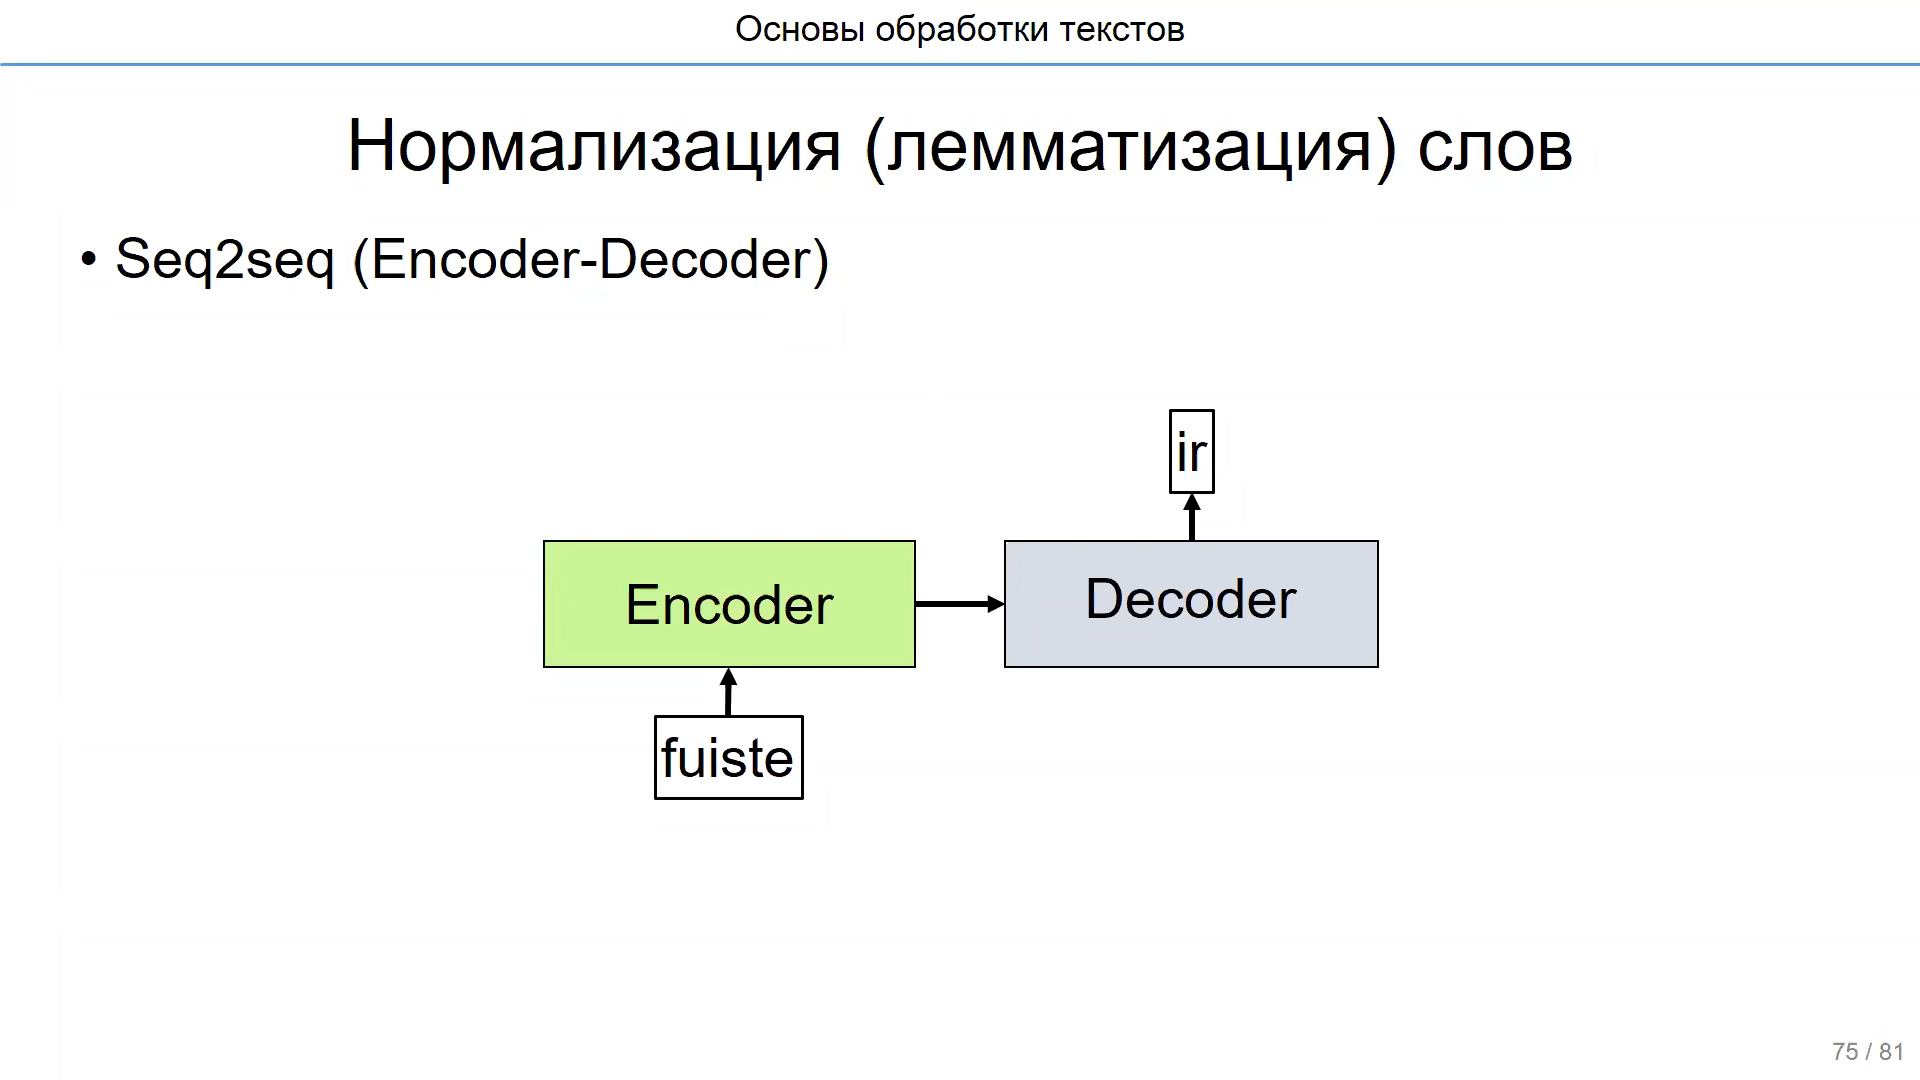 Основы обработки текстов
Нормализация (лемматизация) слов
• Seq2seq (Encoder-Decoder)
ir
Encoder
Decoder
fuiste
75 / 81